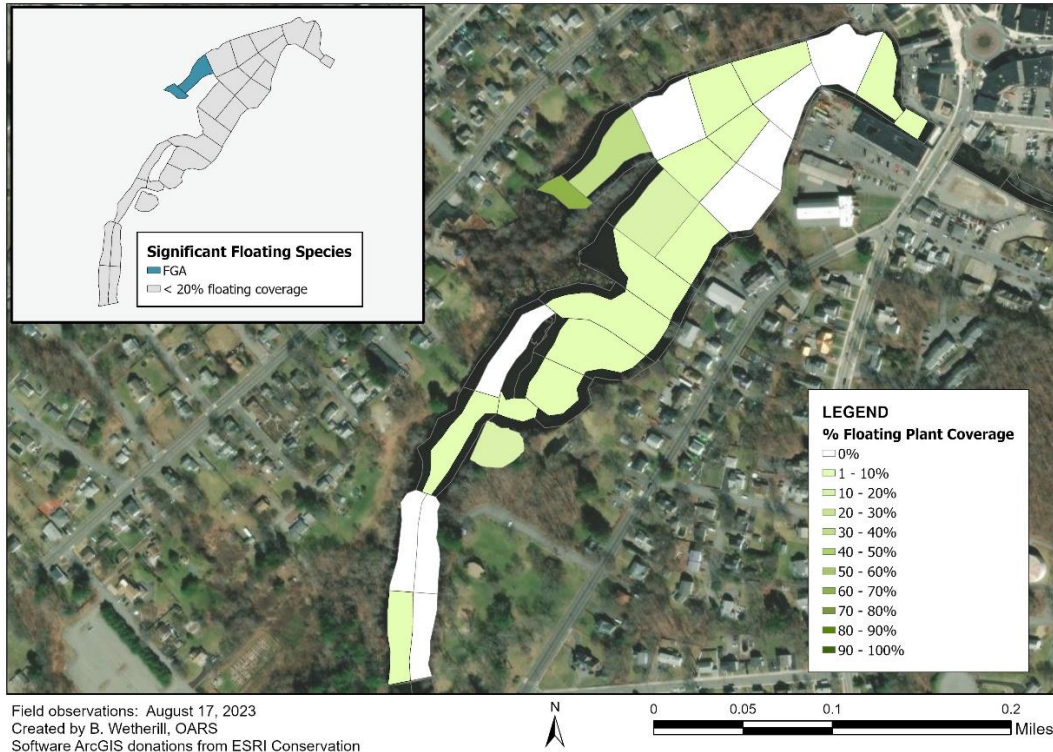 Significant Floating Species
FGA
< 20% floating coverage
LEGEND
% Floating Plant Coverage
0%
1 - 10%
10 - 20%
20 - 30%
30 - 40%
40 - 50%
50 - 60%
60 - 70%
70 - 80%
80 - 90%
90 - 100%
Field observations: August 17, 2023
Created by B. Wetherill, OARS
Software ArcGIS donations from ESRI Conservation
N
0 0.05 0.1 0.2
Miles